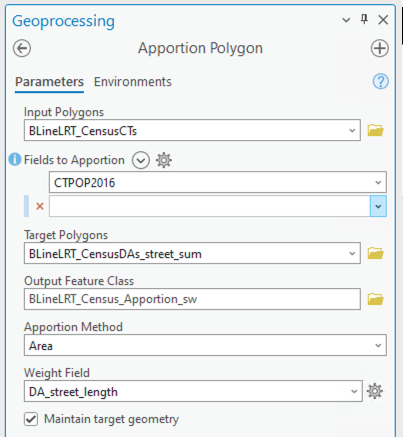 Geoprocessing
Apportion Polygon
Parameters Environments
Input Polygons
BLineLRT_CensusCTs
Fields to Apportion
CTPOP2016
Target Polygons
BLineLRT_CensusDAs_street_sum
Output Feature Class
BLineLRT_Census_Apportion_sw
Apportion Method
Area
Weight Field
DA_street_length
Maintain target geometry